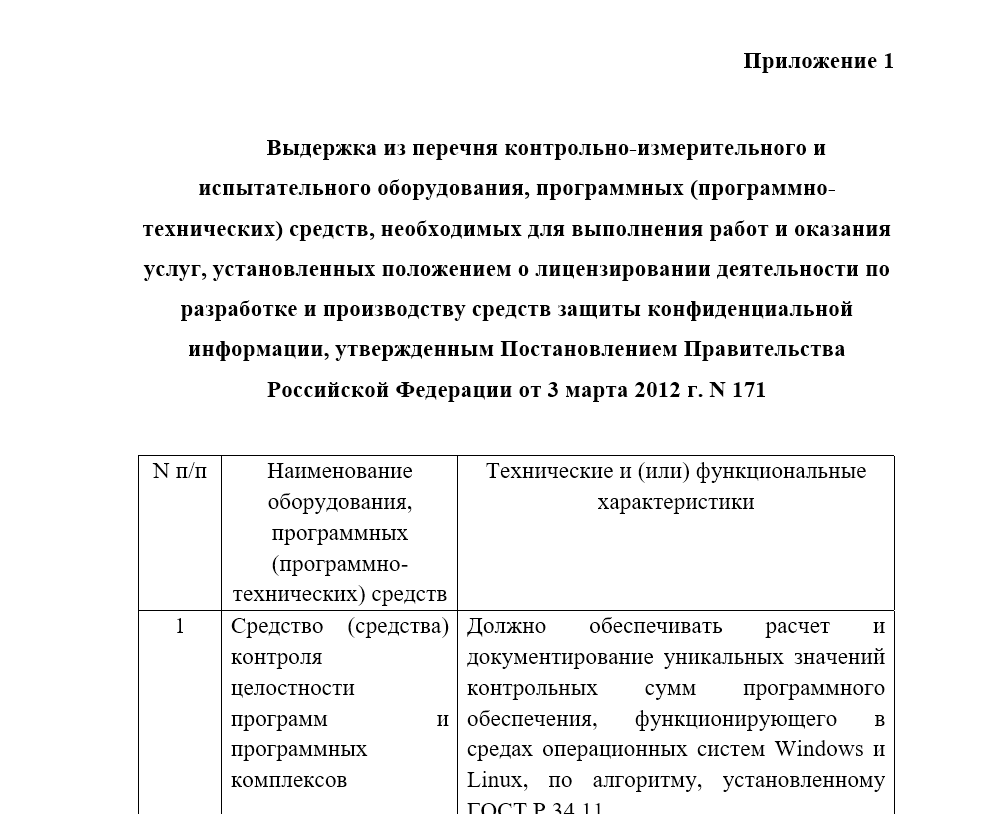 Приложение 1
Выдержка из перечня контрольно-измерительного и
испытательного оборудования, программных (программно-
технических) средств, необходимых для выполнения работ и оказания
услуг, установленных положением о лицензировании деятельности по
разработке и производству средств защиты конфиденциальной
информации, утвержденным Постановлением Правительства
Российской Федерации от 3 марта 2012 г. N 171
N п/п
Наименование
оборудования,
программных
(программно-
технических) средств
Технические и (или) функциональные
характеристики
1
Средство (средства)
контроля
целостности
программ и
программных
комплексов
Должно обеспечивать расчет и
документирование уникальных значений
контрольных сумм программного
обеспечения, функционирующего в
средах операционных систем Windows и
Linux, по алгоритму, установленному
ГОСТ Р 34.11